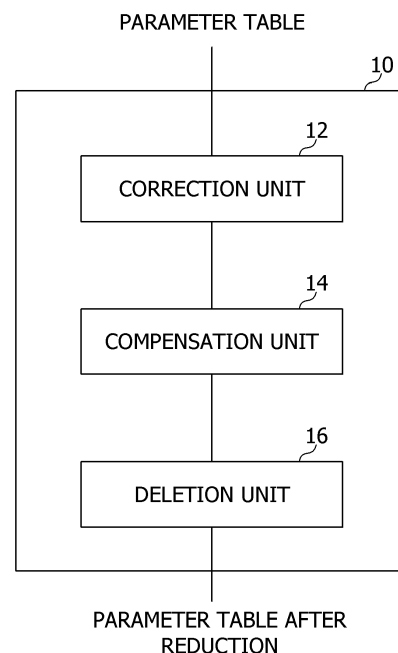 PARAMETER TABLE
10
12
CORRECTION UNIT
14
COMPENSATION UNIT
16
DELETION UNIT
PARAMETER TABLE AFTER
REDUCTION